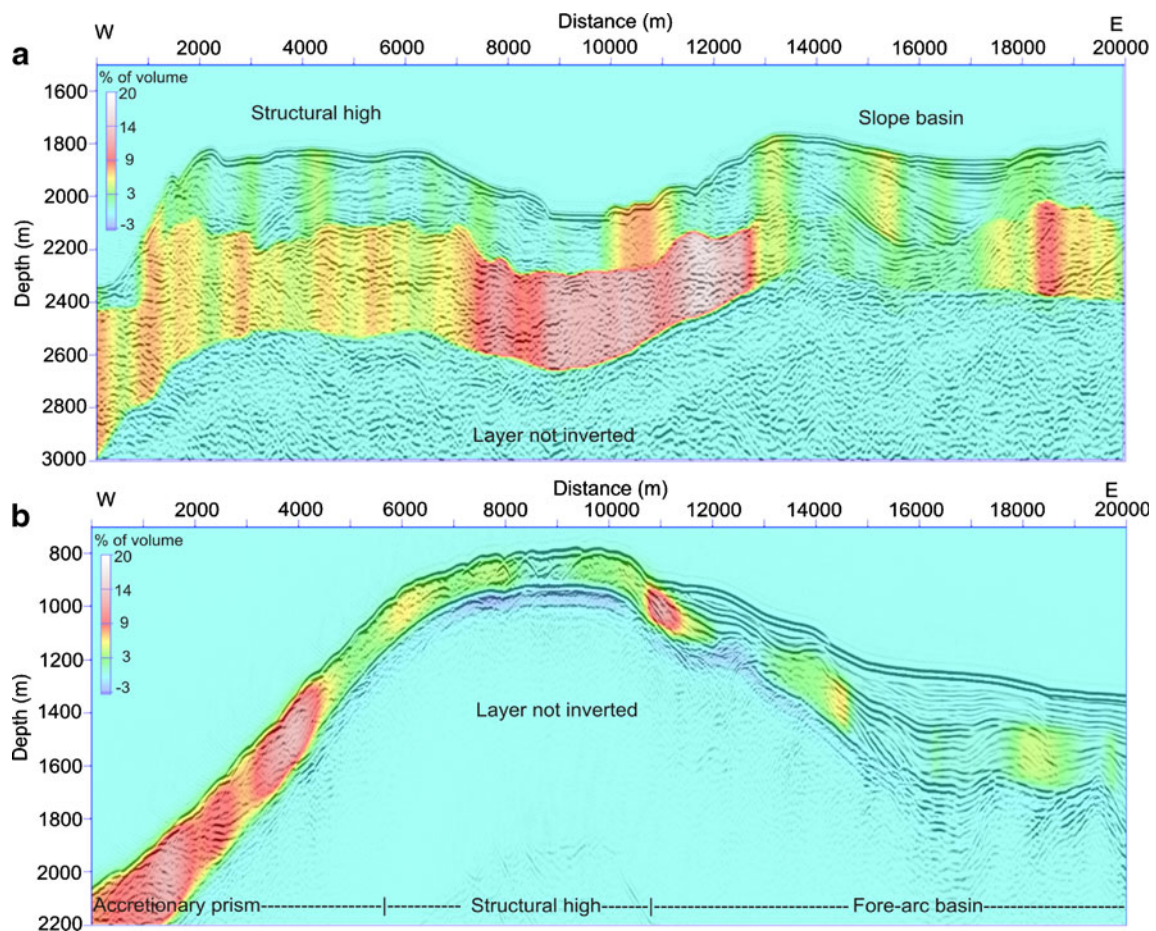 Distance (m)
W E
a
2000 4000 6000 8000 10000 12000 14000 16000 18000 20000
% of volume
20
14
9
3
-3
Structural high
Slope basin
Depth (m)
1600
1800
2000
2200
2400
2600
2800
3000
Layer not inverted
Distance (m)
W E
b
2000 4000 6000 8000 10000 12000 14000 16000 18000 20000
% of volume
20
14
9
3
-3
Depth (m)
800
1000
1200
1400
1600
1800
2000
2200
Layer not inverted
Accretionary prism Structural high Fore-arc basin